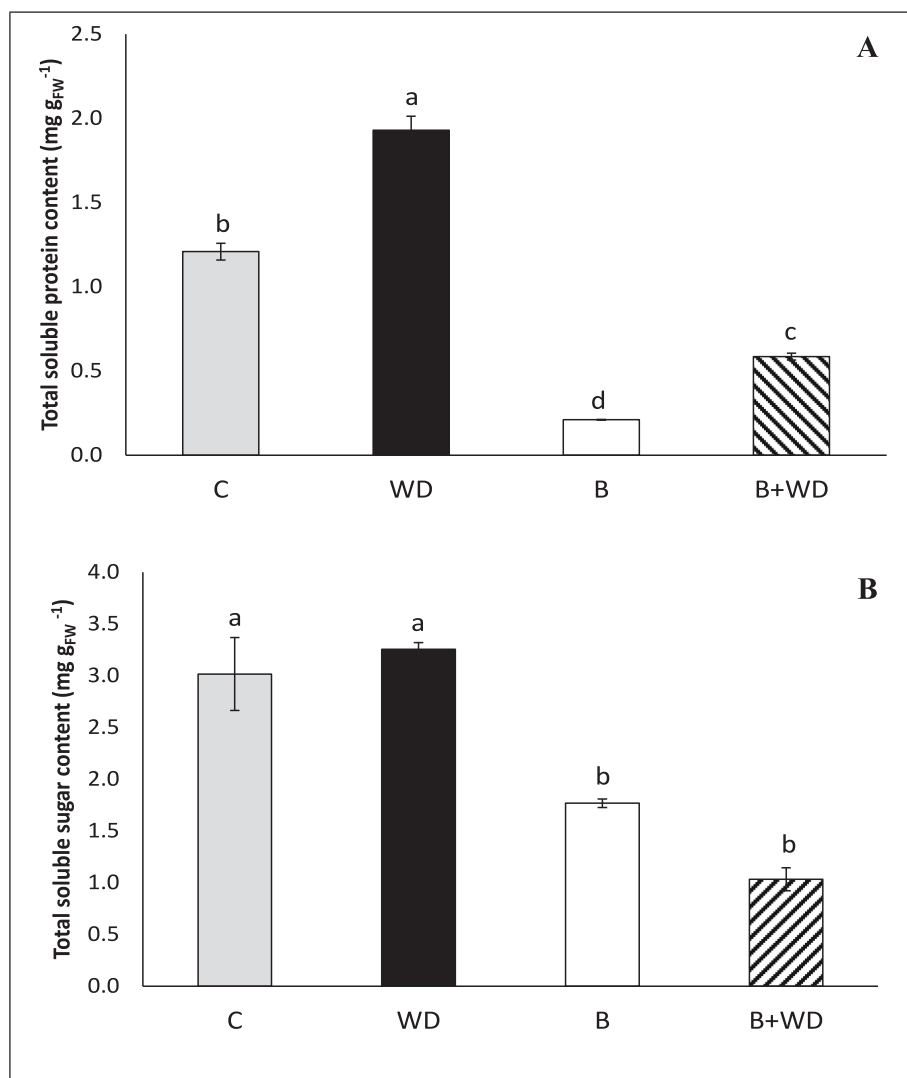 A
Total soluble protein content (mg gFW -1)
2.5
2.0
1.5
1.0
0.5
0.0
b
a
d
c
C WD B B+WD
B
Total soluble sugar content (mg gFW -1)
4.0
3.5
3.0
2.5
2.0
1.5
1.0
0.5
0.0
a
a
b
b
C WD B B+WD